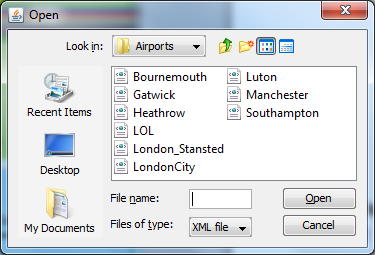 Open
Look in: Airports
Recent Items
Desktop
My Documents
Bournemouth
Gatwick
Heathrow
LOL
London_Stansted
LondonCity
Luton
Manchester
Southampton
File name: Open
Files of type: XML file Cancel